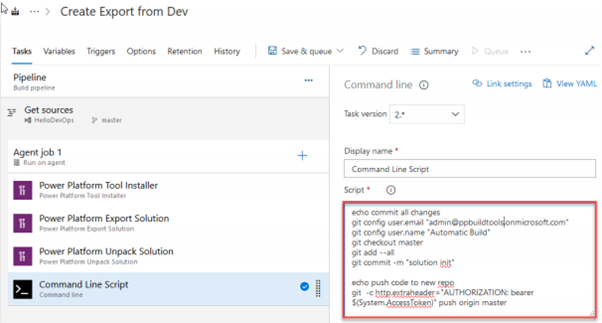 ··· > Create Export from Dev
Tasks Variables Triggers Options Retention History Save & queue Discard Summary Queue ···
Pipeline ···
Build pipeline
Get sources
HelloDevOps master
Agent job 1 +
Run on agent
Power Platform Tool Installer
Power Platform Tool Installer
Power Platform Export Solution
Power Platform Export Solution
Power Platform Unpack Solution
Power Platform Unpack Solution
Command Line Script
Command line
Command line Link settings View YAML
Task version 2.*
Display name *
Command Line Script
Script *
echo commit all changes
git config user.email "admin@ppbuildtools.onmicrosoft.com"
git config user.name "Automatic Build"
git checkout master
git add --all
git commit -m "solution init"
echo push code to new repo
git -c http.extraheader="AUTHORIZATION: bearer
$(System.AccessToken)" push origin master